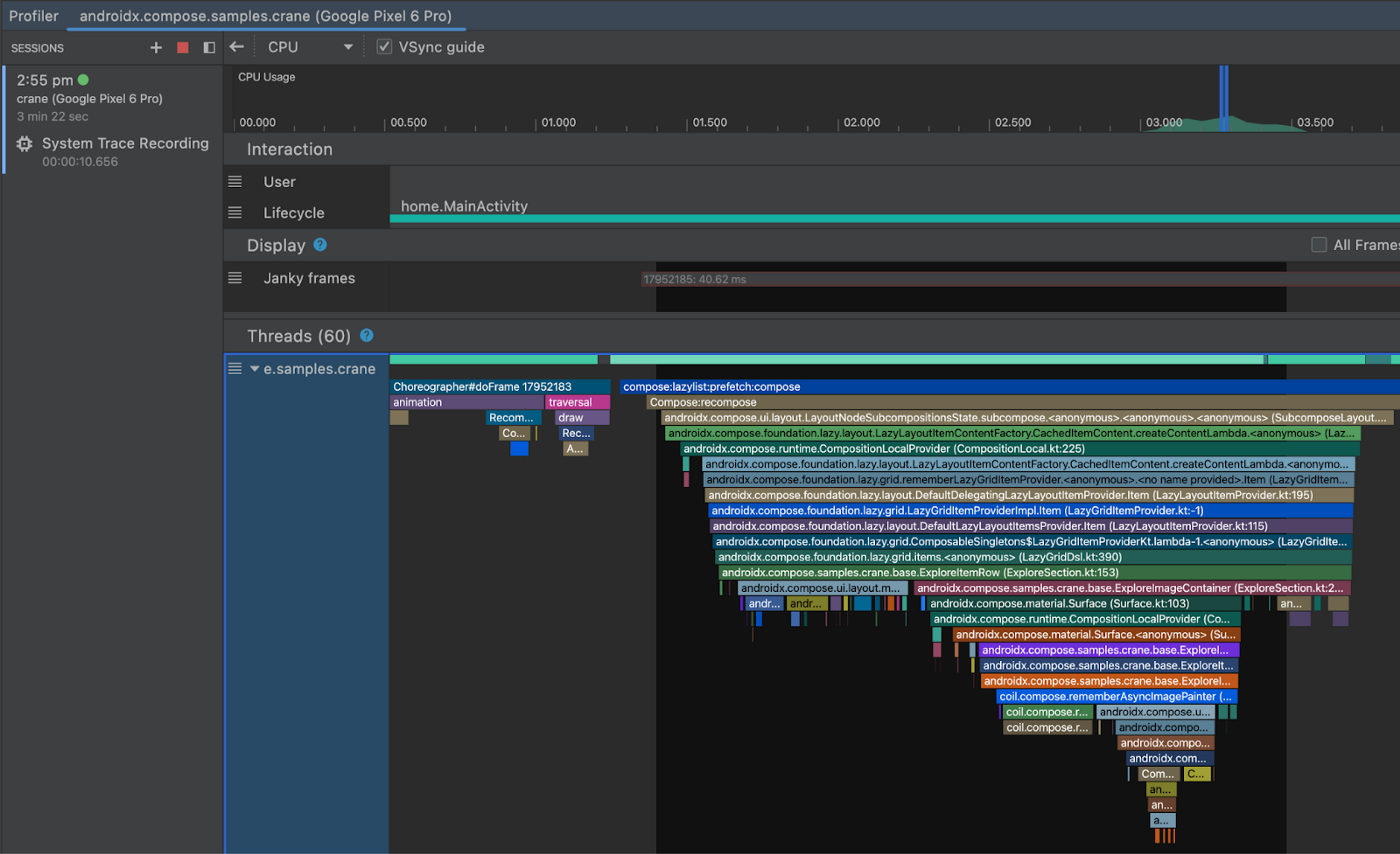 Profiler androidx.compose.samples.crane (Google Pixel 6 Pro)
SESSIONS CPU VSync guide
2:55 pm
crane (Google Pixel 6 Pro)
3 min 22 sec
System Trace Recording
00:00:10.656
CPU Usage
00.000 00.500 01.000 01.500 02.000 02.500 03.000 03.500
Interaction
User
Lifecycle home.MainActivity
Display ? All Frames
Janky frames 17952185: 40.62 ms
Threads (60) ?
e.samples.crane
Choreographer#doFrame 17952183 compose:lazylist:prefetch:compose
animation traversal Compose:recompose
Recom... draw androidx.compose.ui.layout.LayoutNodeSubcompositionsState.subcompose.<anonymous>.<anonymous>.<anonymous> (SubcomposeLayout....
Co... Rec... androidx.compose.foundation.lazy.layout.LazyLayoutItemContentFactory.CachedItemContent.createContentLambda.<anonymous> (Laz...
A... androidx.compose.runtime.CompositionLocalProvider (CompositionLocal.kt:225)
androidx.compose.foundation.lazy.layout.LazyLayoutItemContentFactory.CachedItemContent.createContentLambda.<anonymo...
androidx.compose.foundation.lazy.grid.rememberLazyGridItemProvider.<anonymous>.<no name provided>.Item (LazyGridItem...
androidx.compose.foundation.lazy.layout.DefaultDelegatingLazyLayoutItemProvider.Item (LazyLayoutItemProvider.kt:195)
androidx.compose.foundation.lazy.grid.LazyGridItemProviderImpl.Item (LazyGridItemProvider.kt:-1)
androidx.compose.foundation.lazy.layout.DefaultLazyLayoutItemsProvider.Item (LazyLayoutItemProvider.kt:115)
androidx.compose.foundation.lazy.grid.ComposableSingletons$LazyGridItemProviderKt.lambda-1.<anonymous> (LazyGridIte...
androidx.compose.foundation.lazy.grid.items.<anonymous> (LazyGridDsl.kt:390)
androidx.compose.samples.crane.base.ExploreItemRow (ExploreSection.kt:153)
androidx.compose.ui.layout.m... androidx.compose.samples.crane.base.ExploreImageContainer (ExploreSection.kt:2...
andr... andr... androidx.compose.material.Surface (Surface.kt:103) an...
androidx.compose.runtime.CompositionLocalProvider (Co...
androidx.compose.material.Surface.<anonymous> (Su...
androidx.compose.samples.crane.base.Explorel...
androidx.compose.samples.crane.base.ExploreIt...
androidx.compose.samples.crane.base.Explorel...
coil.compose.rememberAsyncImagePainter (...
coil.compose.r... androidx.compose.u...
coil.compose.r... androidx.compo...
androidx.compo...
androidx.com...
Com... C...
an...
an...
a...